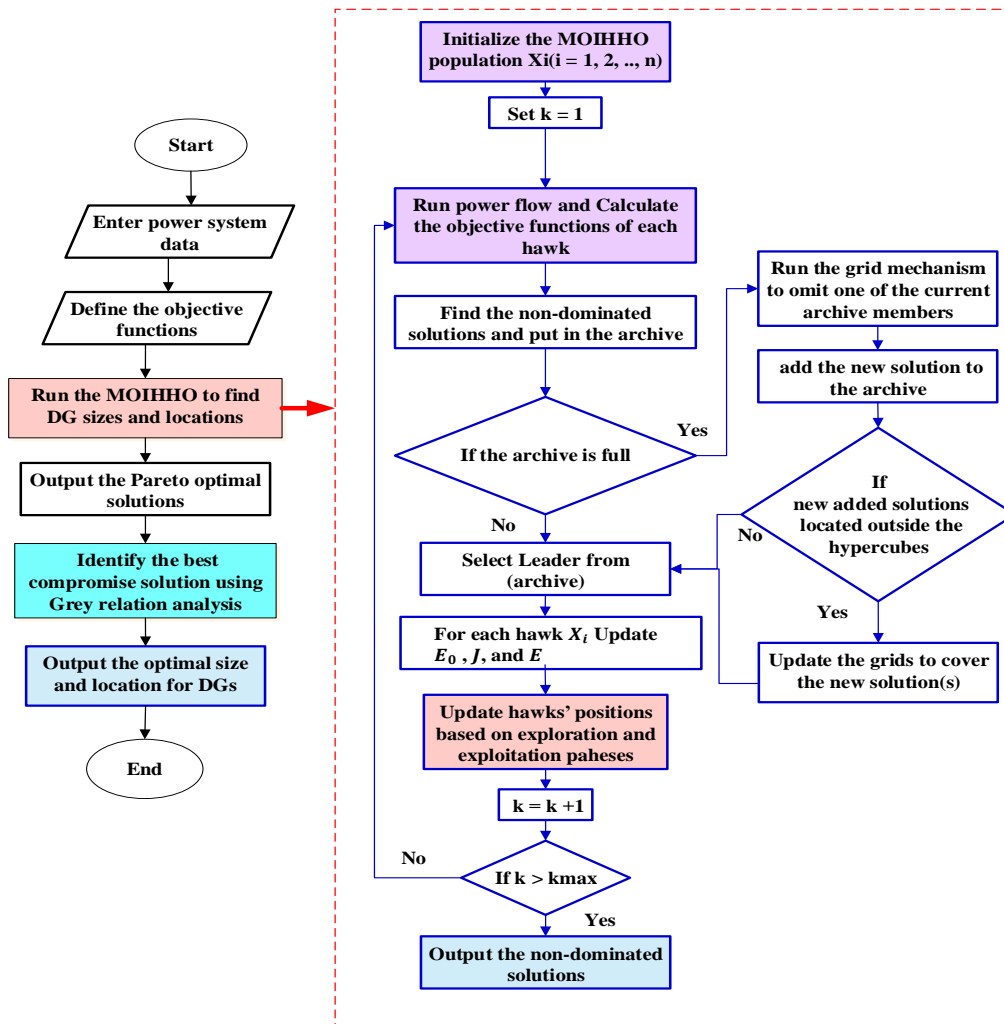 Start
Enter power system
data
Define the objective
functions
Run the MOIHHO to find
DG sizes and locations
Output the Pareto optimal
solutions
Identify the best
compromise solution using
Grey relation analysis
Output the optimal size
and location for DGs
End
Initialize the MOIHHO
population Xi(i = 1, 2, .., n)
Set k = 1
Run power flow and Calculate
the objective functions of each
hawk
Find the non-dominated
solutions and put in the archive
If the archive is full
Yes
No
Run the grid mechanism
to omit one of the current
archive members
add the new solution to
the archive
If
new added solutions
located outside the
hypercubes
No
Yes
Update the grids to cover
the new solution(s)
Select Leader from
(archive)
For each hawk X𝑖 Update
E₀ , J, and E
Update hawks' positions
based on exploration and
exploitation paheses
k = k +1
If k > kmax
No
Yes
Output the non-dominated
solutions